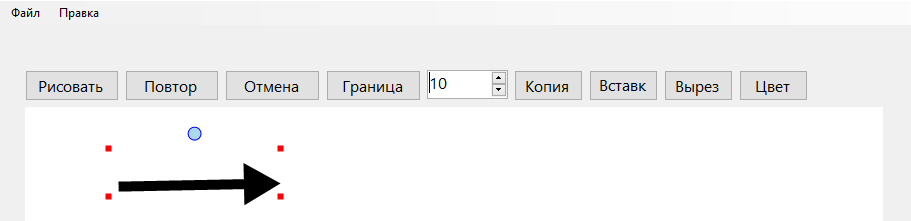 Файл Правка
Рисовать Повтор Отмена Граница 10 Копия Вставк Вырез Цвет